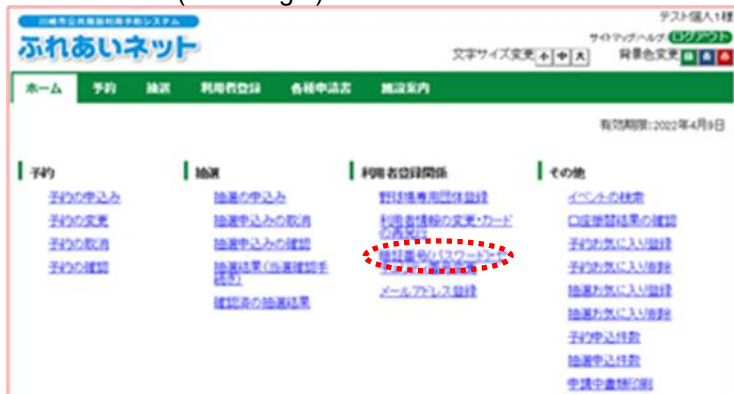 川崎市公共施設利用予約システム
ふれあいネット
テスト個人1様
サイトマップ ヘルプ ログアウト
文字サイズ変更 小 中 大 背景色変更
ホーム 予約 抽選 利用者登録 各種申請書 施設案内
有効期限:2022年4月9日
予約
予約の申込み
予約の変更
予約の取消
予約の確認
抽選
抽選の申込み
抽選申込みの取消
抽選申込みの確認
抽選結果(当選確認手
続き)
確認済の抽選結果
利用者登録関係
野球場専用団体登録
利用者情報の変更・カード
の再発行
暗証番号(パスワード)・セ
メールアドレス登録
その他
イベントの検索
口座振替結果の確認
予約お気に入り登録
予約お気に入り削除
抽選お気に入り登録
抽選お気に入り削除
予約申込件数
抽選申込件数
申請中書類印刷